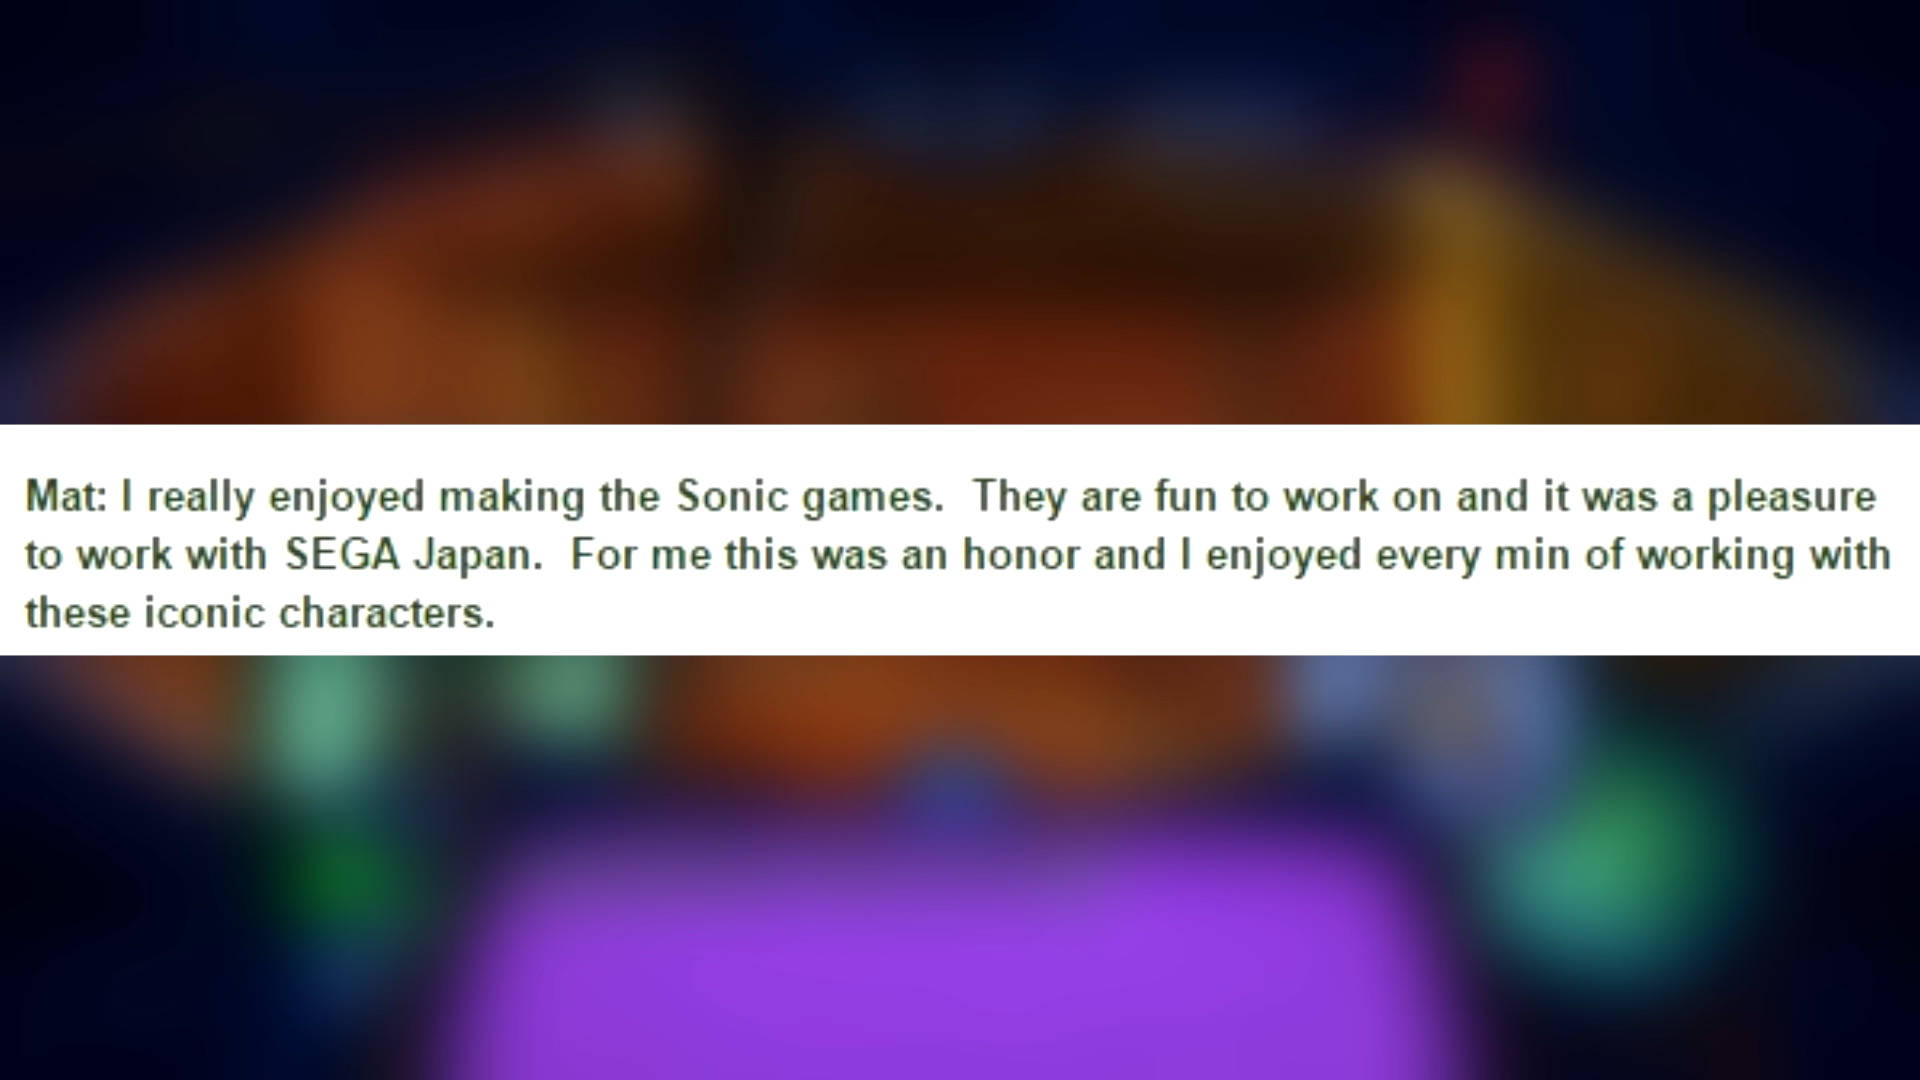 Mat: I really enjoyed making the Sonic games.  They are fun to work on and it was a pleasure
to work with SEGA Japan.  For me this was an honor and I enjoyed every min of working with
these iconic characters.